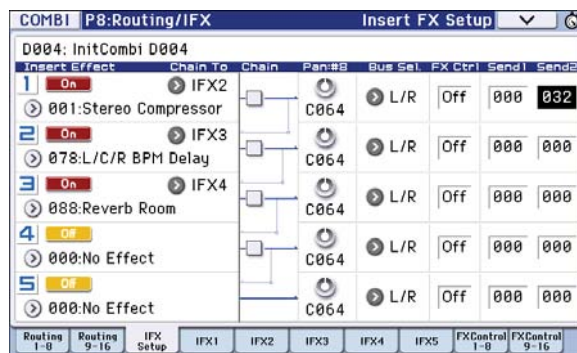 COMBI P8:Routing/IFX Insert FX Setup
D004: InitCombi D004
Insert Effect Chain To Chain Pan:#8 Bus Sel. FX Ctrl Send1 Send2
1 On IFX2
001:Stereo Compressor C064 L/R Off 000 032
2 On IFX3
078:L/C/R BPM Delay C064 L/R Off 000 000
3 On IFX4
088:Reverb Room C064 L/R Off 000 000
4 Off
000:No Effect C064 L/R Off 000 000
5 Off
000:No Effect C064 L/R Off 000 000
Routing 1-8 Routing 9-16 IFX Setup IFX1 IFX2 IFX3 IFX4 IFX5 FXControl 1-8 FXControl 9-16